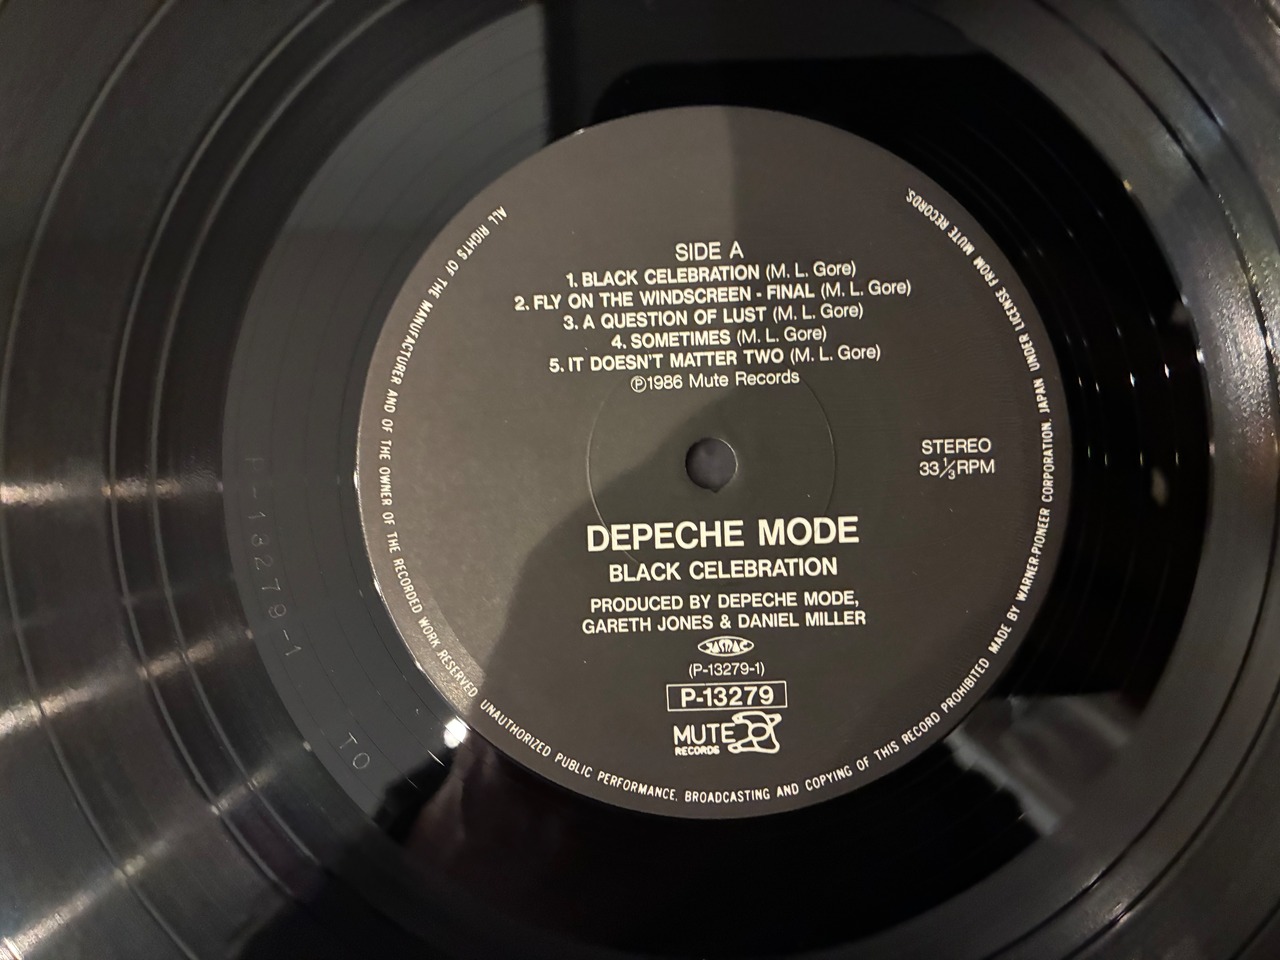 SIDE A
1. BLACK CELEBRATION (M. L. Gore)
2. FLY ON THE WINDSCREEN - FINAL (M. L. Gore)
3. A QUESTION OF LUST (M. L. Gore)
4. SOMETIMES (M. L. Gore)
5. IT DOESN'T MATTER TWO (M. L. Gore)
Ⓟ1986 Mute Records
STEREO
33⅓RPM
DEPECHE MODE
BLACK CELEBRATION
PRODUCED BY DEPECHE MODE,
GARETH JONES & DANIEL MILLER
JASRAC
(P-13279-1)
P-13279
MUTE
RECORDS
ALL RIGHTS OF THE MANUFACTURER AND OF THE OWNER OF THE RECORDED WORK RESERVED UNAUTHORIZED PUBLIC PERFORMANCE, BROADCASTING AND COPYING OF THIS RECORD PROHIBITED MADE BY WARNER-PIONEER CORPORATION, JAPAN UNDER LICENSE FROM MUTE RECORDS.
P-13279-1
TO